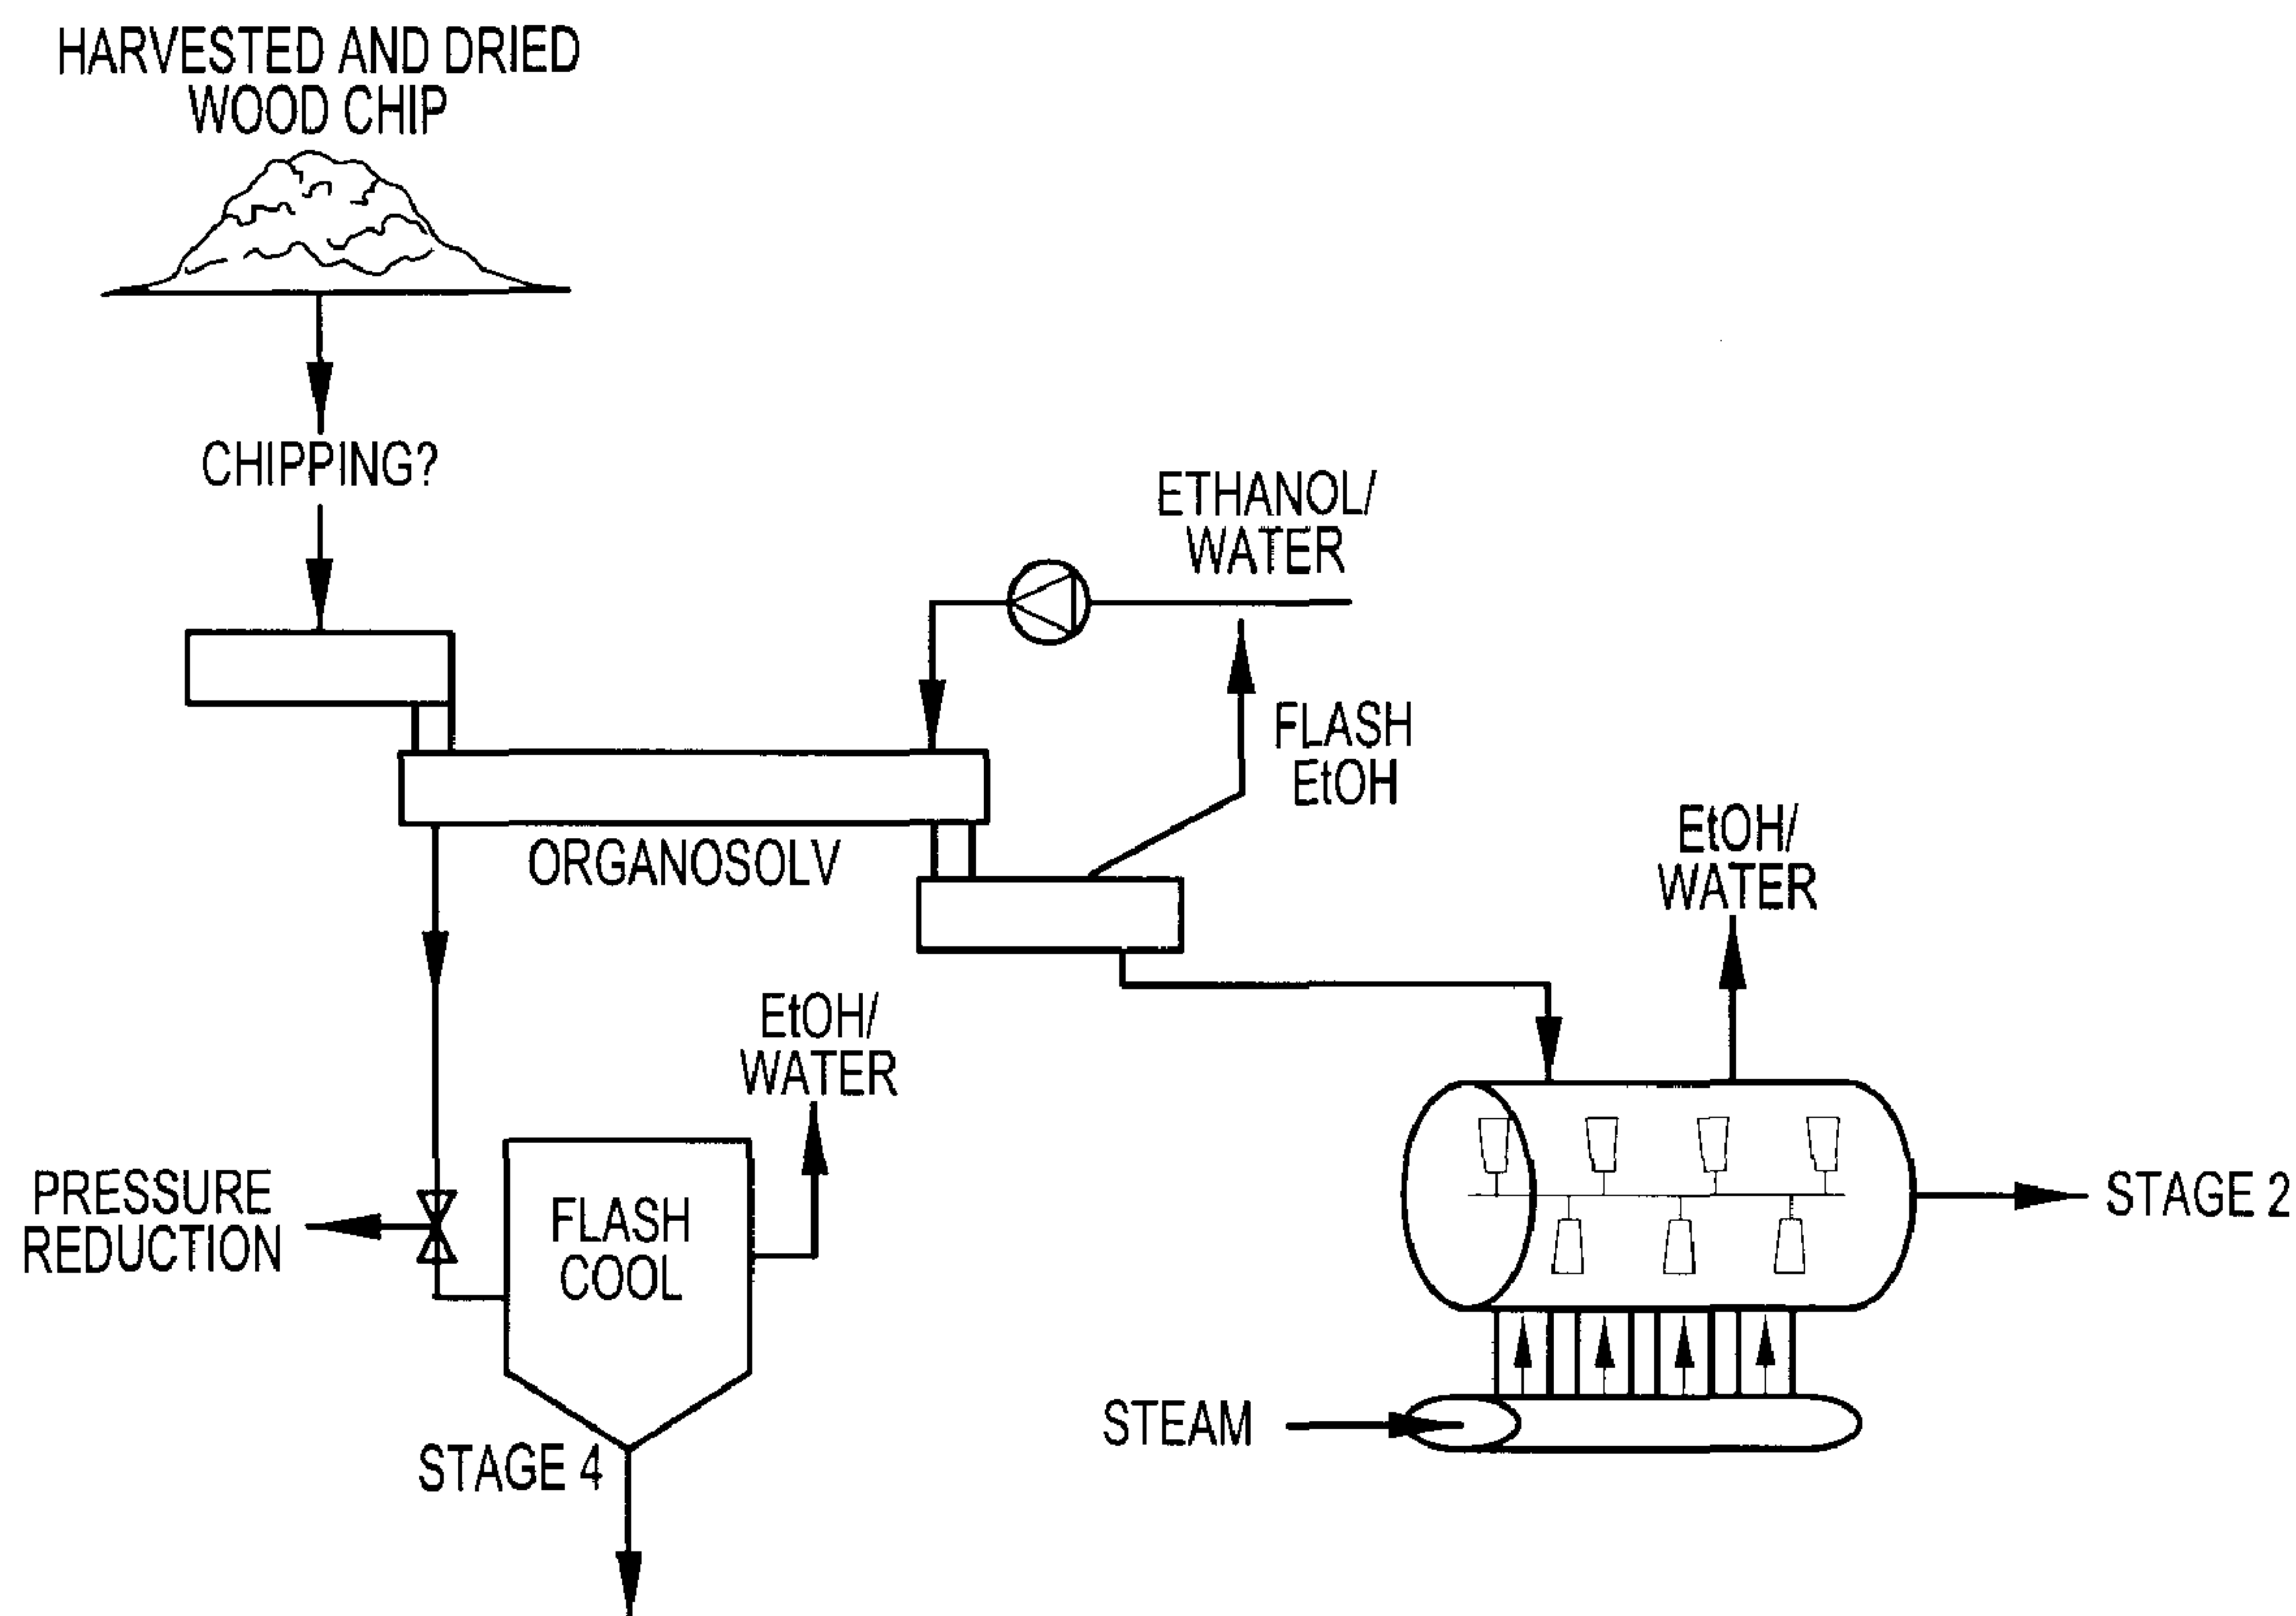 HARVESTED AND DRIED
WOOD CHIP
CHIPPING?
ETHANOL/
WATER
FLASH
EtOH
ORGANOSOLV
EtOH/
WATER
EtOH/
WATER
PRESSURE
REDUCTION
FLASH
COOL
STAGE 2
STEAM
STAGE 4